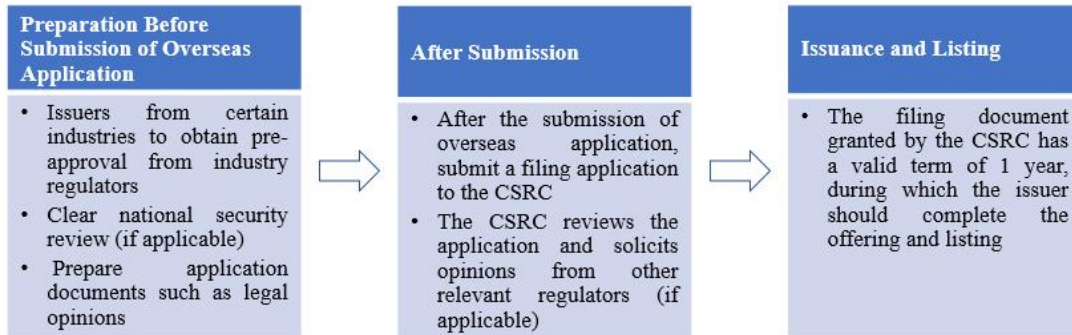 Preparation Before
Submission of Overseas
Application
• Issuers from certain
industries to obtain pre-
approval from industry
regulators
• Clear national security
review (if applicable)
• Prepare application
documents such as legal
opinions
After Submission
• After the submission of
overseas application,
submit a filing application
to the CSRC
• The CSRC reviews the
application and solicits
opinions from other
relevant regulators (if
applicable)
Issuance and Listing
• The filing document
granted by the CSRC has
a valid term of 1 year,
during which the issuer
should complete the
offering and listing